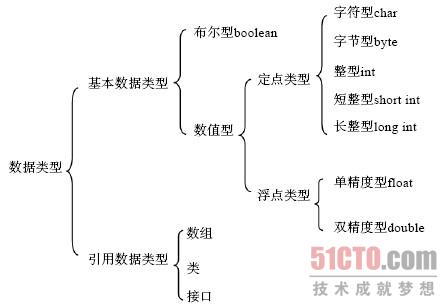 字符型char
布尔型boolean
字节型byte
定点类型
基本数据类型
整型int
短整型short int
数值型
长整型long int
数据类型
单精度型float
浮点类型
双精度型double
数组
引用数据类型
类
接口
51CTO.com
技术成就梦想